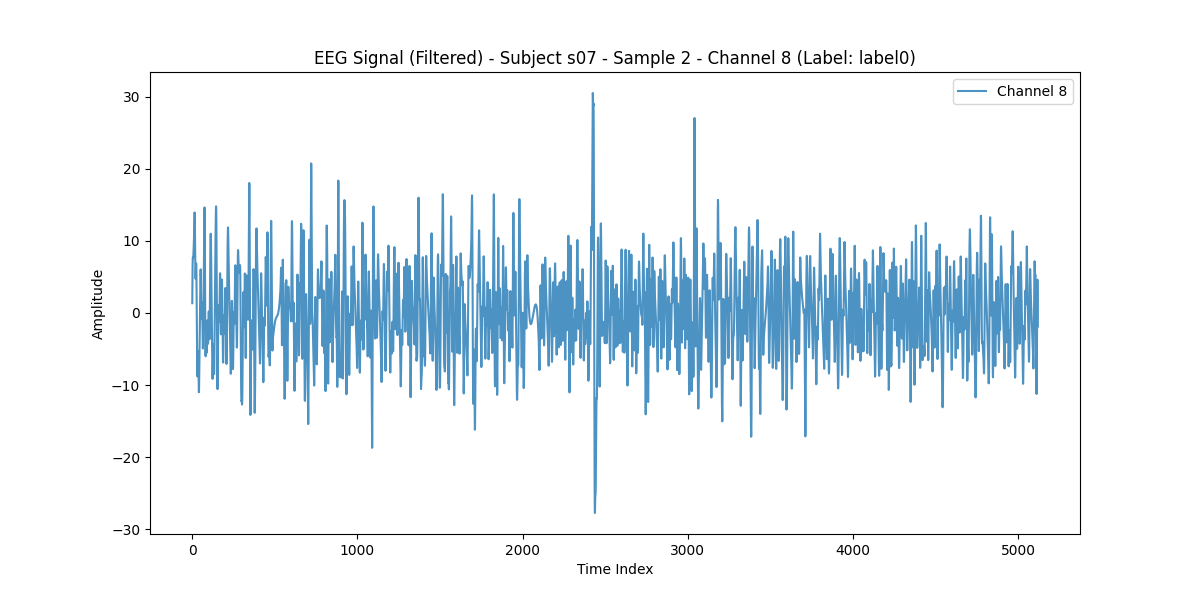 EEG Signal (Filtered) - Subject s07 - Sample 2 - Channel 8 (Label: label0)
Channel 8
30
20
10
0
−10
−20
−30
Amplitude
0 1000 2000 3000 4000 5000
Time Index